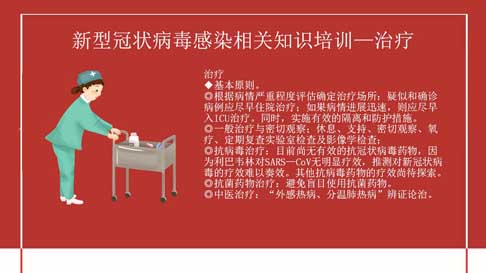 新型冠状病毒感染相关知识培训—治疗
治疗
◆基本原则。
◎根据病情严重程度评估确定治疗场所；疑似和确诊
病例应尽早住院治疗；如果病情进展迅速，则应尽早
入ICU治疗。同时，实施有效的隔离和防护措施。
◎一般治疗与密切观察；休息、支持、密切观察、氧
疗、定期复查实验室检查及影像学检查；
◎抗病毒治疗；目前尚无有效的抗冠状病毒药物，因
为利巴韦林对SARS—CoV无明显疗效，推测对新冠状病
毒的疗效难以奏效。其他抗病毒药物的疗效尚待探索。
◎抗菌药物治疗；避免盲目使用抗菌药物。
◎中医治疗；“外感热病、分温肺热病”辨证论治。